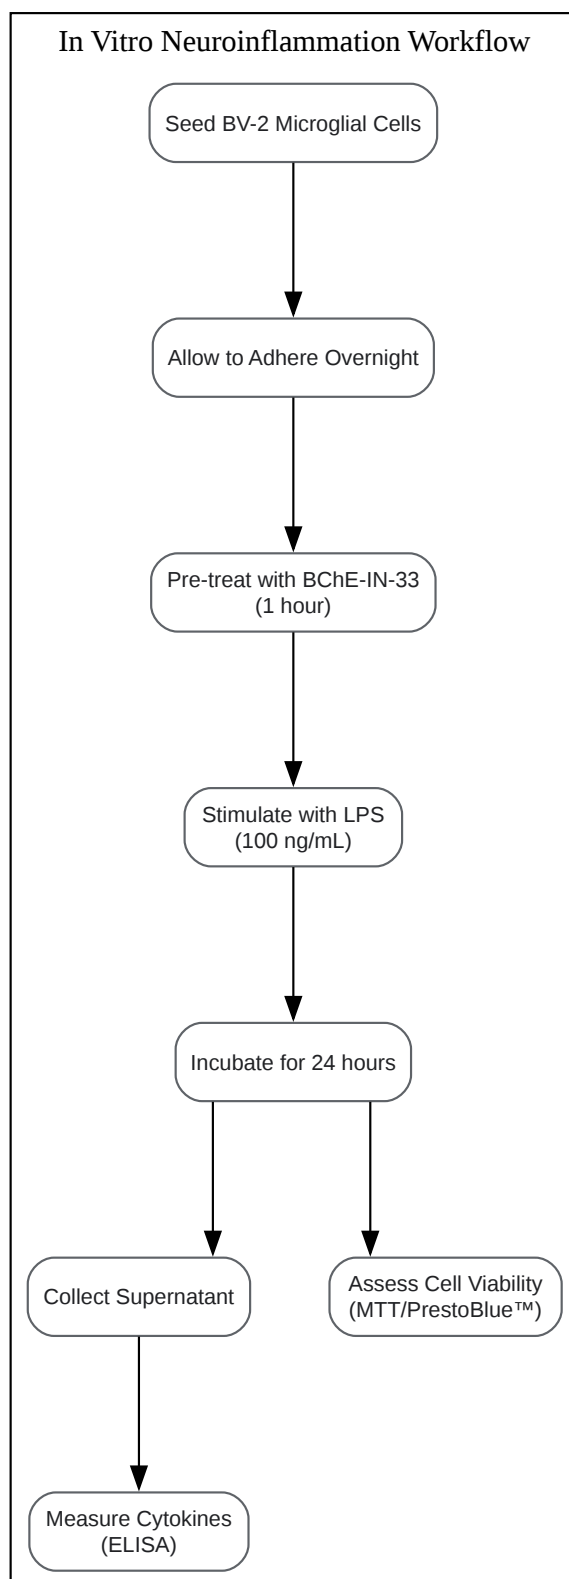 In Vitro Neuroinflammation Workflow
Seed BV-2 Microglial Cells
Allow to Adhere Overnight
Pre-treat with BChE-IN-33
(1 hour)
Stimulate with LPS
(100 ng/mL)
Incubate for 24 hours
Collect Supernatant
Assess Cell Viability
(MTT/PrestoBlue™)
Measure Cytokines
(ELISA)